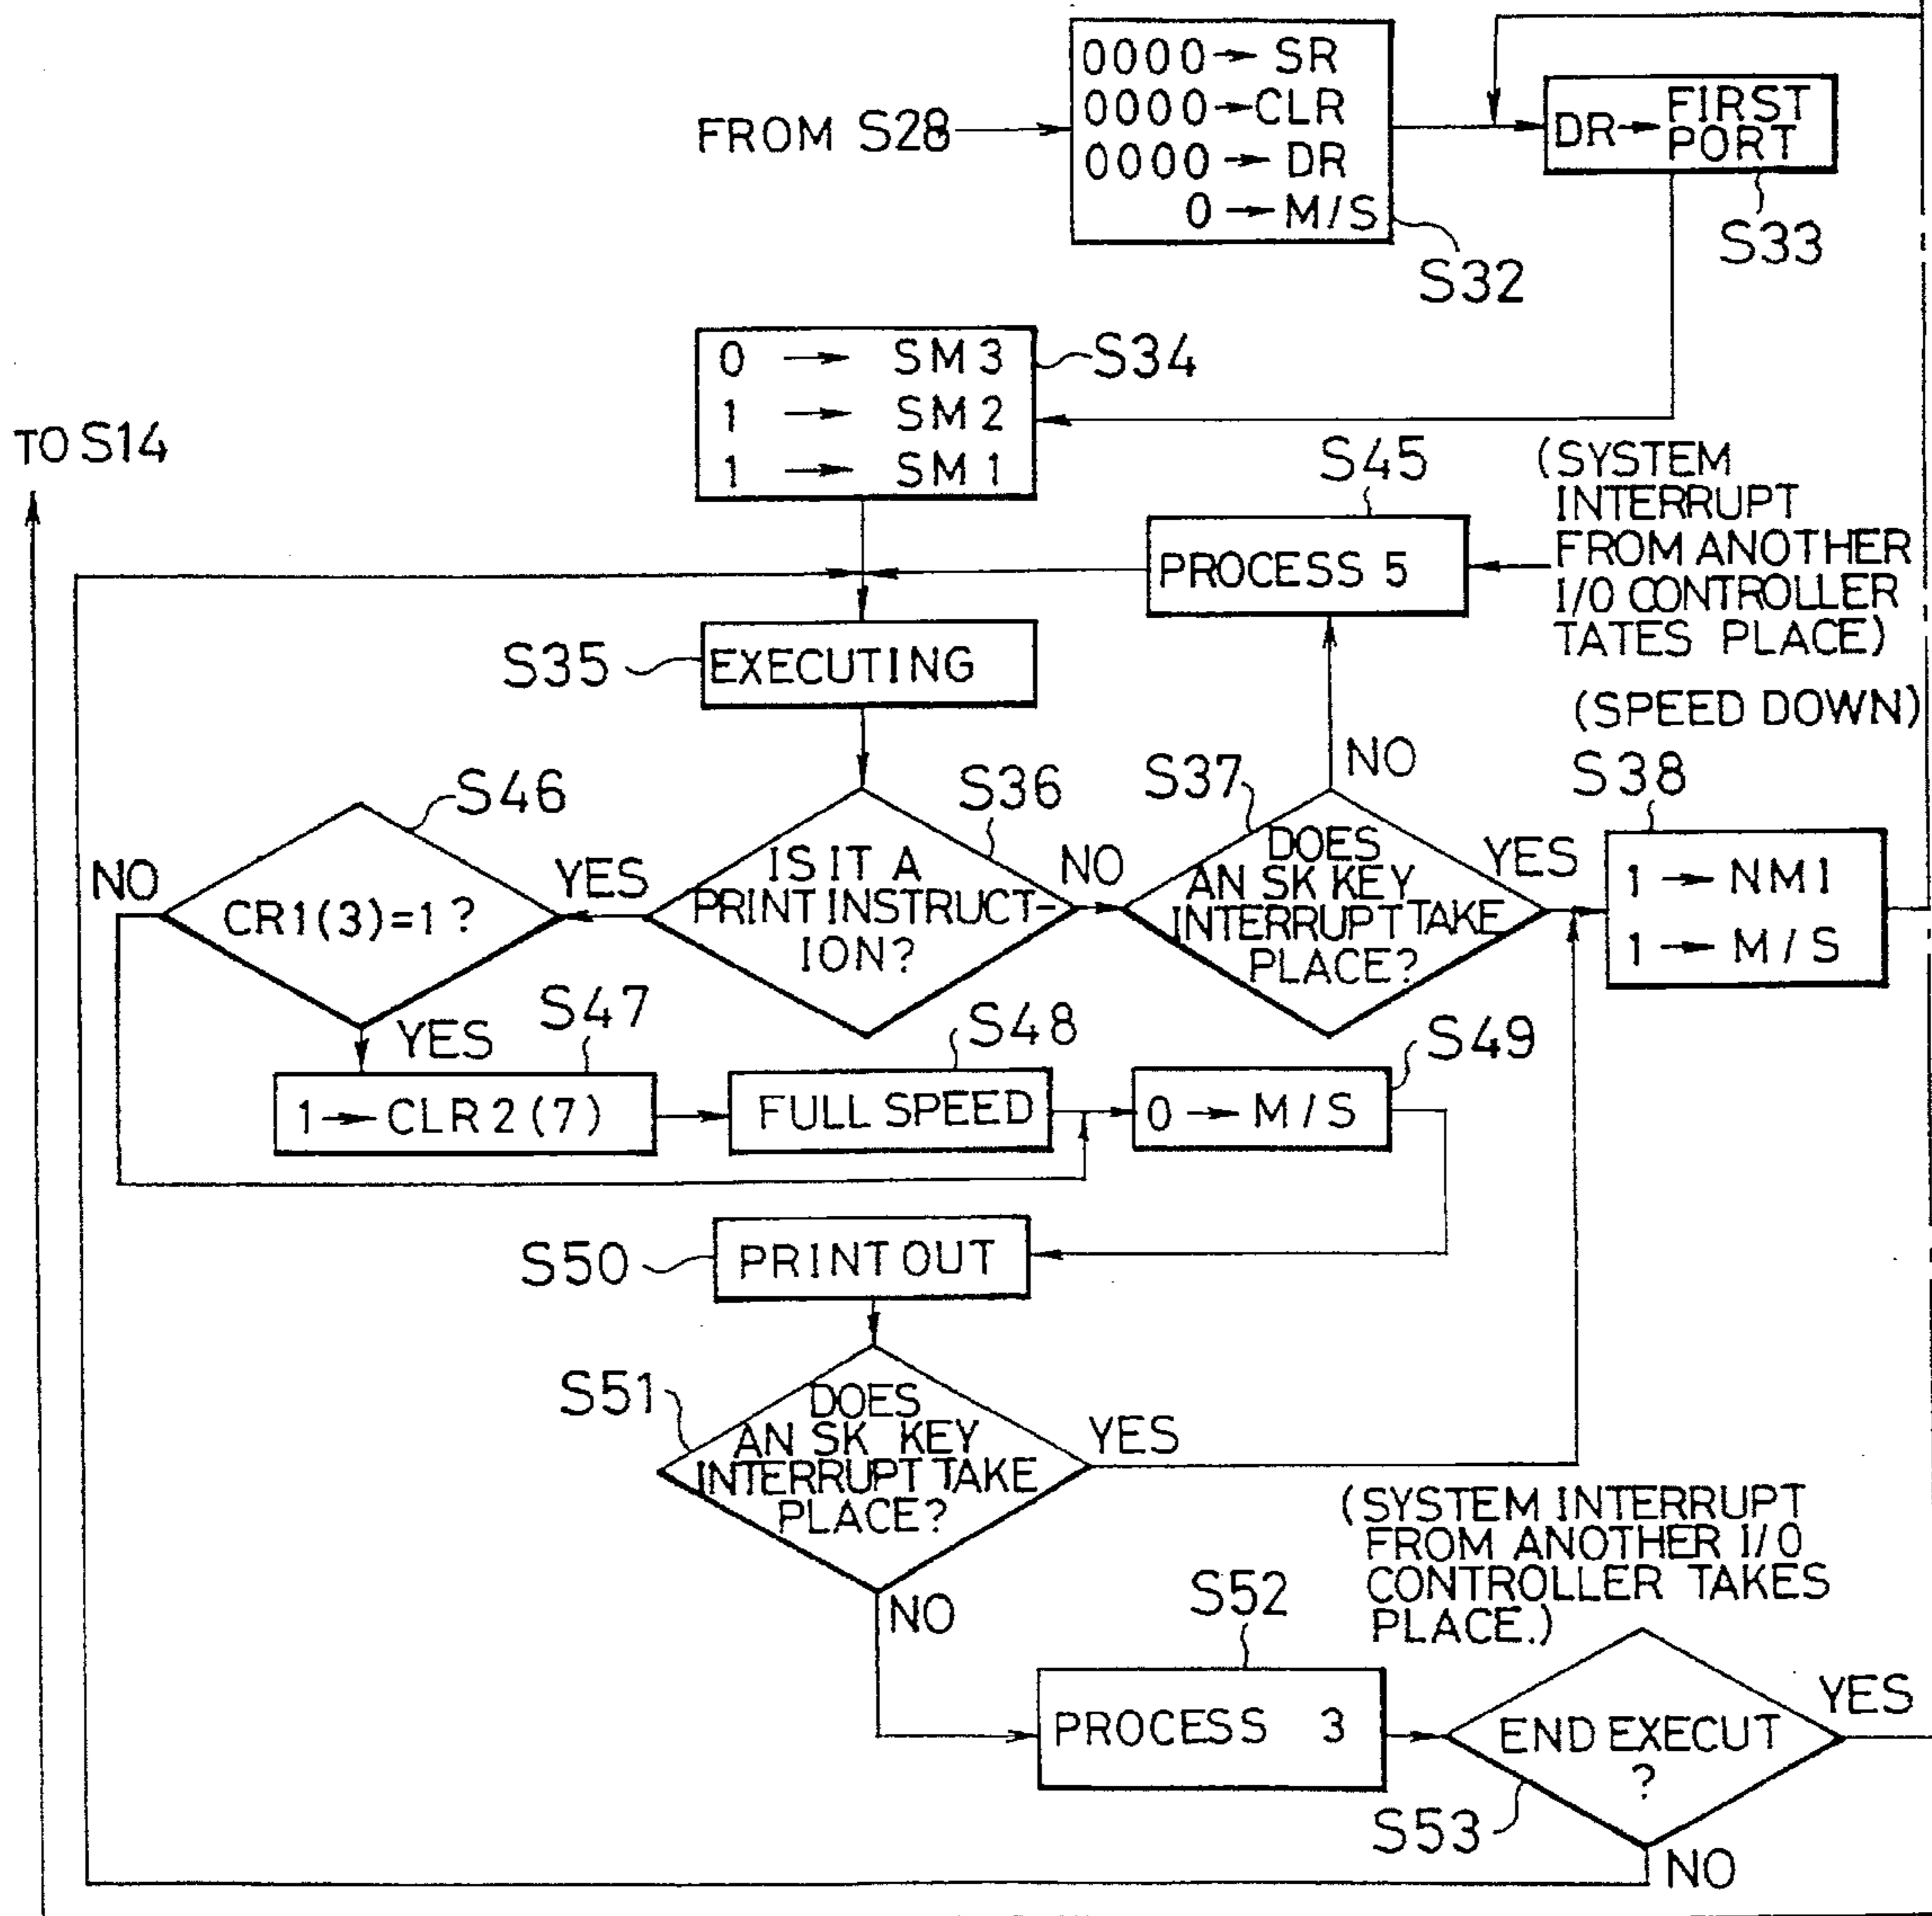 0000→ SR
0000→CLR
0000→ DR
0→M/S
FROM S28
DR→ FIRST
PORT
S33
S32
0 → SM3
1 → SM2
1 → SM1
S34
TO S14
S45
(SYSTEM
INTERRUPT
FROM ANOTHER
I/O CONTROLLER
TATES PLACE)
PROCESS 5
S35
EXECUTING
(SPEED DOWN)
S46
S36
S37
NO
S38
NO
CR1(3)=1?
YES
IS IT A
PRINT INSTRUCT-
ION?
NO
DOES
AN SK KEY
INTERRUPT TAKE
PLACE?
YES
1→NM1
1→M/S
YES
S47
S48
S49
1→CLR2(7)
FULL SPEED
0→M/S
S50
PRINT OUT
S51
DOES
AN SK KEY
INTERRUPT TAKE
PLACE?
YES
NO
(SYSTEM INTERRUPT
FROM ANOTHER I/O
CONTROLLER TAKES
PLACE.)
S52
PROCESS 3
END EXECUT
?
YES
S53
NO